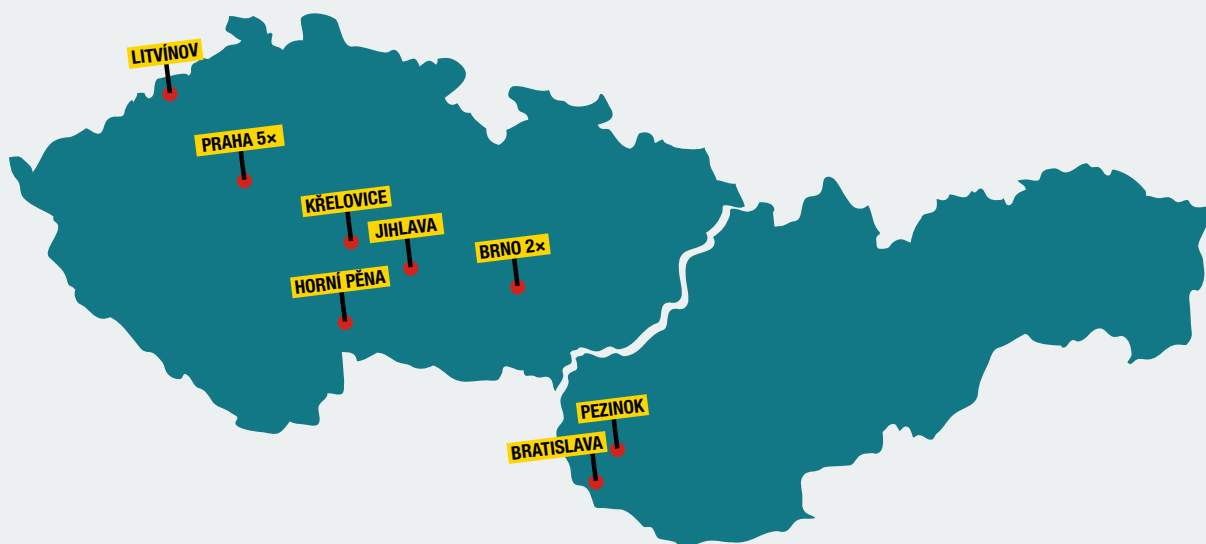 LITVÍNOV
PRAHA 5×
KŘELOVICE
JIHLAVA
BRNO 2×
HORNÍ PĚNA
PEZINOK
BRATISLAVA